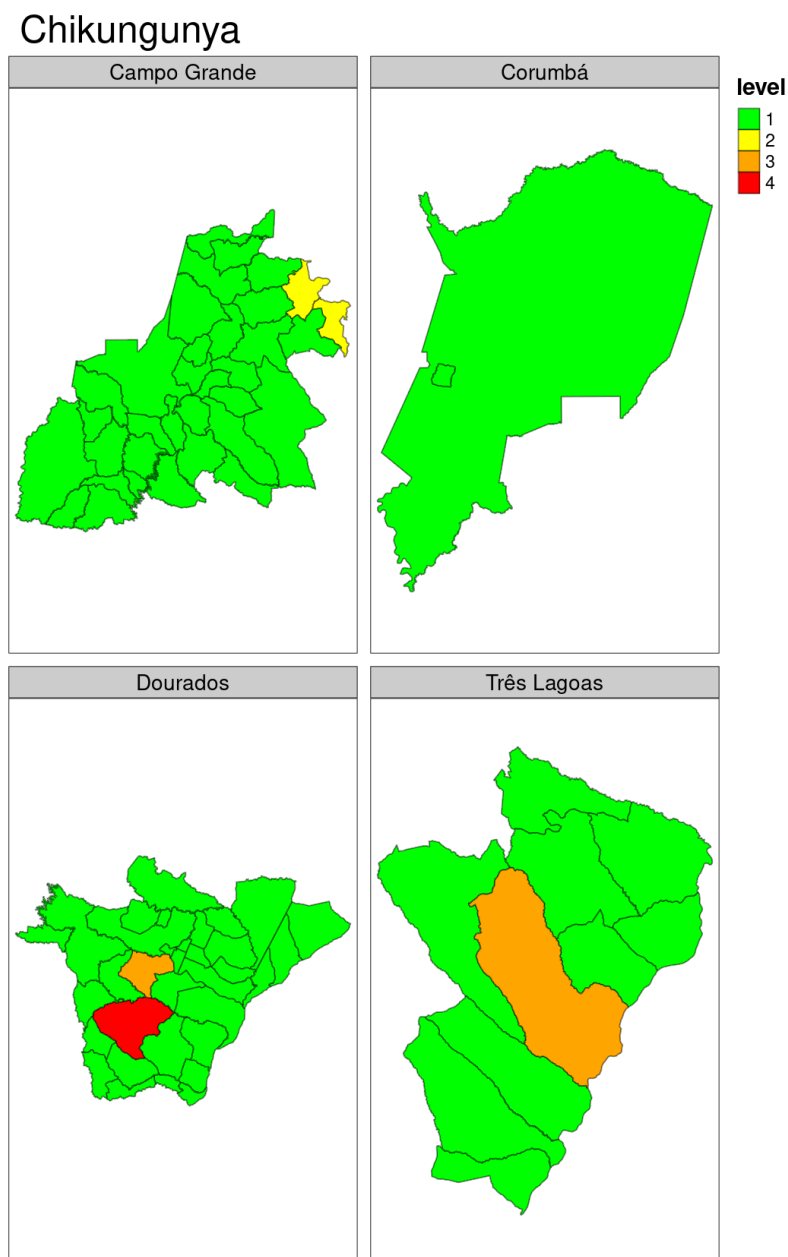 Chikungunya
Campo Grande
Corumbá
level
1
2
3
4
Dourados
Três Lagoas